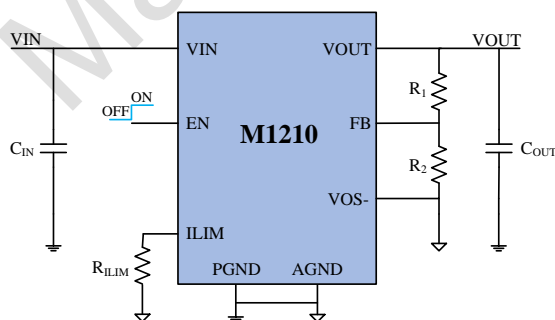 VIN
VOUT
VIN
VOUT
ON
OFF
R1
EN
FB
M1210
CIN
R2
COUT
VOS-
ILIM
RILIM
PGND
AGND